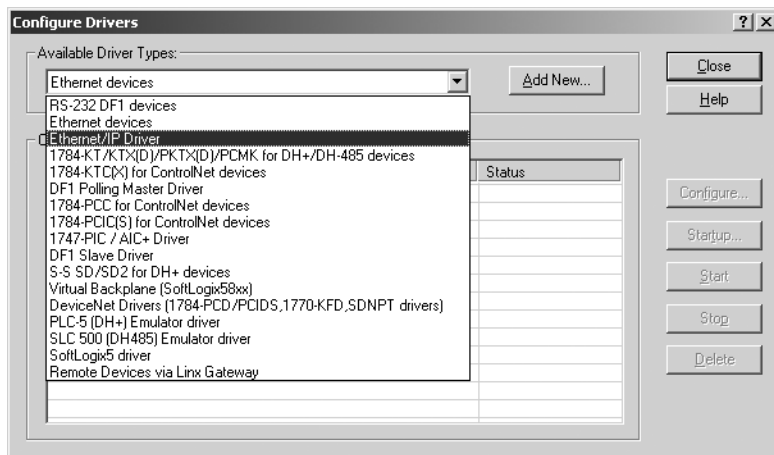 Configure Drivers
? X
Available Driver Types:
Ethernet devices
Add New...
Close
Help
RS-232 DF1 devices
Ethernet devices
Ethernet/IP Driver
1784-KT/KTX(D)/PKTX(D)/PCMK for DH+/DH-485 devices
1784-KTC(X) for ControlNet devices
DF1 Polling Master Driver
1784-PCC for ControlNet devices
1784-PCIC(S) for ControlNet devices
1747-PIC / AIC+ Driver
DF1 Slave Driver
S-S SD/SD2 for DH+ devices
Virtual Backplane (SoftLogix58xx)
DeviceNet Drivers (1784-PCD/PCIDS,1770-KFD,SDNPT drivers)
PLC-5 (DH+) Emulator driver
SLC 500 (DH485) Emulator driver
SoftLogix5 driver
Remote Devices via Linx Gateway
Status
Configure...
Startup...
Start
Stop
Delete